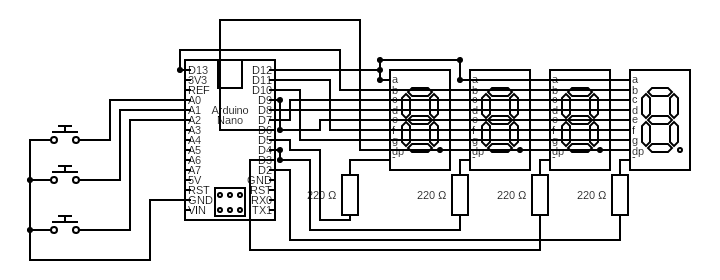 D13 D12
3V3 D11
REF D10
A0 D9
A1 D8
A2 D7
A3 D6
A4 D5
A5 D4
A6 D3
A7 D2
5V GND
RST RST
GND RX0
VIN TX1
Arduino
Nano
a a a a
b b b b
c c c c
d d d d
e e e e
f f f f
g g g g
dp dp dp dp
220 Ω 220 Ω 220 Ω 220 Ω